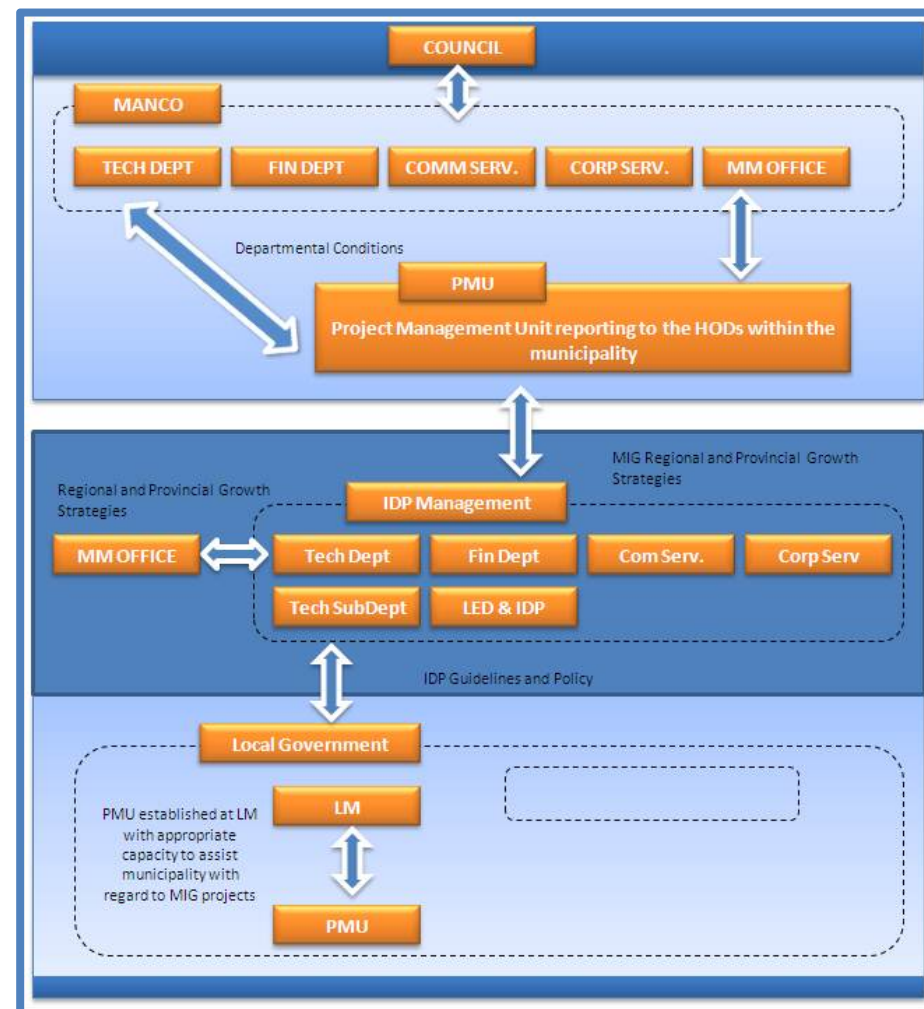 COUNCIL
MANCO
TECH DEPT
FIN DEPT
COMM SERV.
CORP SERV.
MM OFFICE
Departmental Conditions
PMU
Project Management Unit reporting to the HODs within the
municipality
MIG Regional and Provincial Growth
Strategies
Regional and Provincial Growth
Strategies
IDP Management
MM OFFICE
Tech Dept
Fin Dept
Com Serv.
Corp Serv
Tech SubDept
LED & IDP
IDP Guidelines and Policy
Local Government
PMU established at LM
with appropriate
capacity to assist
municipality with
regard to MIG projects
LM
PMU